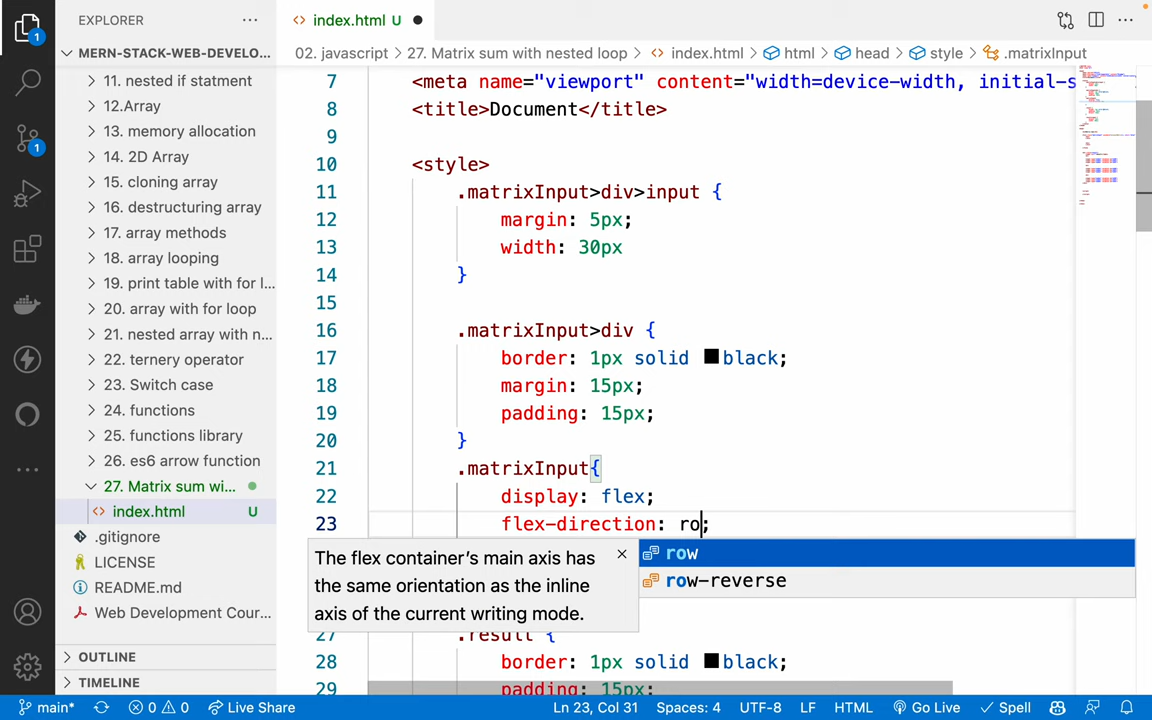 EXPLORER
index.html U
MERN-STACK-WEB-DEVELO...
02. javascript > 27. Matrix sum with nested loop > index.html > html > head > style > .matrixInput
11. nested if statment
12.Array
13. memory allocation
14. 2D Array
15. cloning array
16. destructuring array
17. array methods
18. array looping
19. print table with for l...
20. array with for loop
21. nested array with n...
22. ternery operator
23. Switch case
24. functions
25. functions library
26. es6 arrow function
27. Matrix sum wi...
index.html U
.gitignore
LICENSE
README.md
Web Development Cour...
OUTLINE
TIMELINE
1
1
7 <meta name="viewport" content="width=device-width, initial-s
8 <title>Document</title>
9
10 <style>
11 .matrixInput>div>input {
12 margin: 5px;
13 width: 30px
14 }
15
16 .matrixInput>div {
17 border: 1px solid black;
18 margin: 15px;
19 padding: 15px;
20 }
21 .matrixInput{
22 display: flex;
23 flex-direction: ro;
The flex container's main axis has
the same orientation as the inline
axis of the current writing mode.
row
row-reverse
27 .result {
28 border: 1px solid black;
29 padding: 15px;
main* 0 0 Live Share Ln 23, Col 31 Spaces: 4 UTF-8 LF HTML Go Live Spell